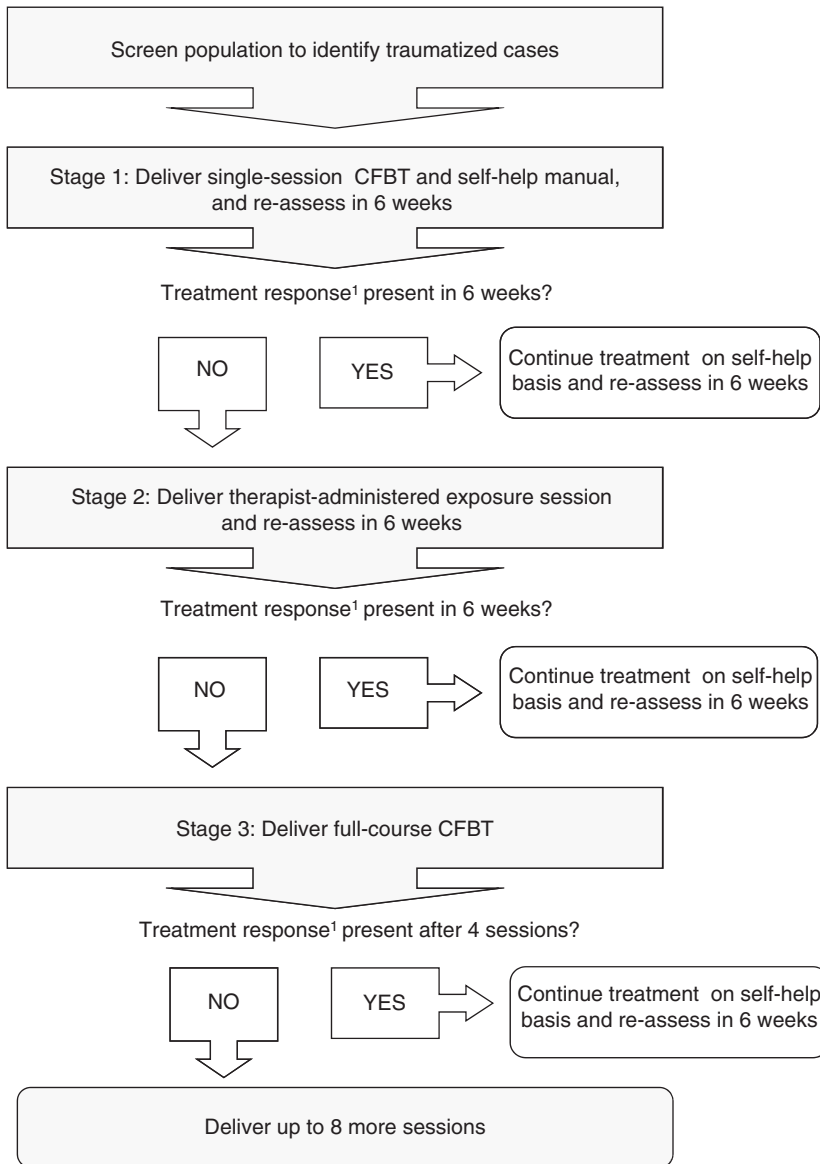 Screen population to identify traumatized cases
Stage 1: Deliver single-session CFBT and self-help manual,
and re-assess in 6 weeks
Treatment response¹ present in 6 weeks?
NO
YES
Continue treatment on self-help
basis and re-assess in 6 weeks
Stage 2: Deliver therapist-administered exposure session
and re-assess in 6 weeks
Treatment response¹ present in 6 weeks?
NO
YES
Continue treatment on self-help
basis and re-assess in 6 weeks
Stage 3: Deliver full-course CFBT
Treatment response¹ present after 4 sessions?
NO
YES
Continue treatment on self-help
basis and re-assess in 6 weeks
Deliver up to 8 more sessions